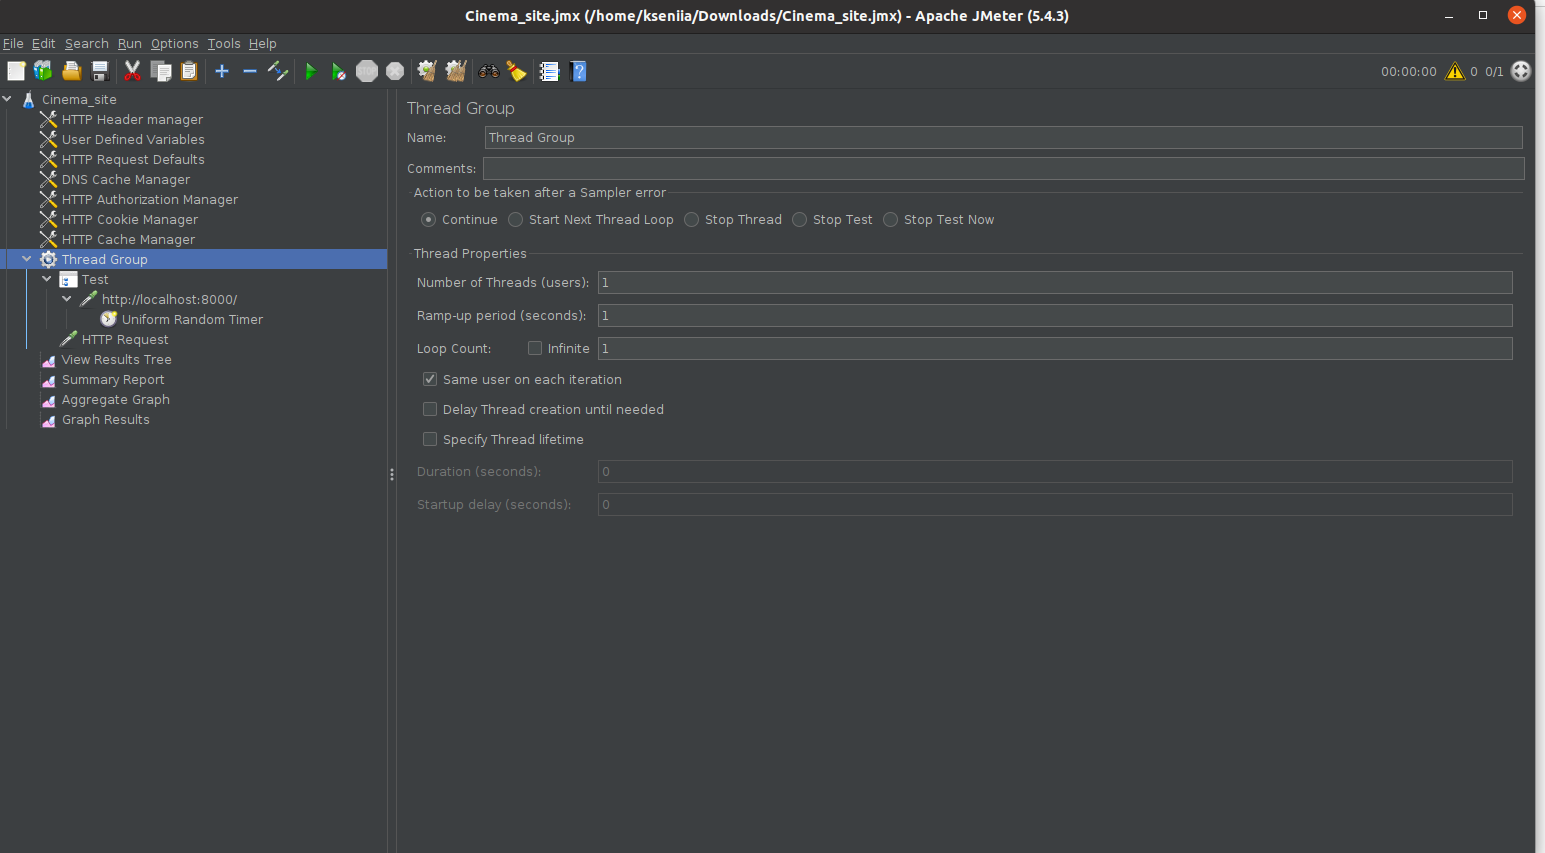 Cinema_site.jmx (/home/kseniia/Downloads/Cinema_site.jmx) - Apache JMeter (5.4.3)
File Edit Search Run Options Tools Help
STOP
00:00:00 0 0/1
Cinema_site
HTTP Header manager
User Defined Variables
HTTP Request Defaults
DNS Cache Manager
HTTP Authorization Manager
HTTP Cookie Manager
HTTP Cache Manager
Thread Group
Test
http://localhost:8000/
Uniform Random Timer
HTTP Request
View Results Tree
Summary Report
Aggregate Graph
Graph Results
Thread Group
Name: Thread Group
Comments:
Action to be taken after a Sampler error
Continue Start Next Thread Loop Stop Thread Stop Test Stop Test Now
Thread Properties
Number of Threads (users): 1
Ramp-up period (seconds): 1
Loop Count: Infinite 1
Same user on each iteration
Delay Thread creation until needed
Specify Thread lifetime
Duration (seconds): 0
Startup delay (seconds): 0